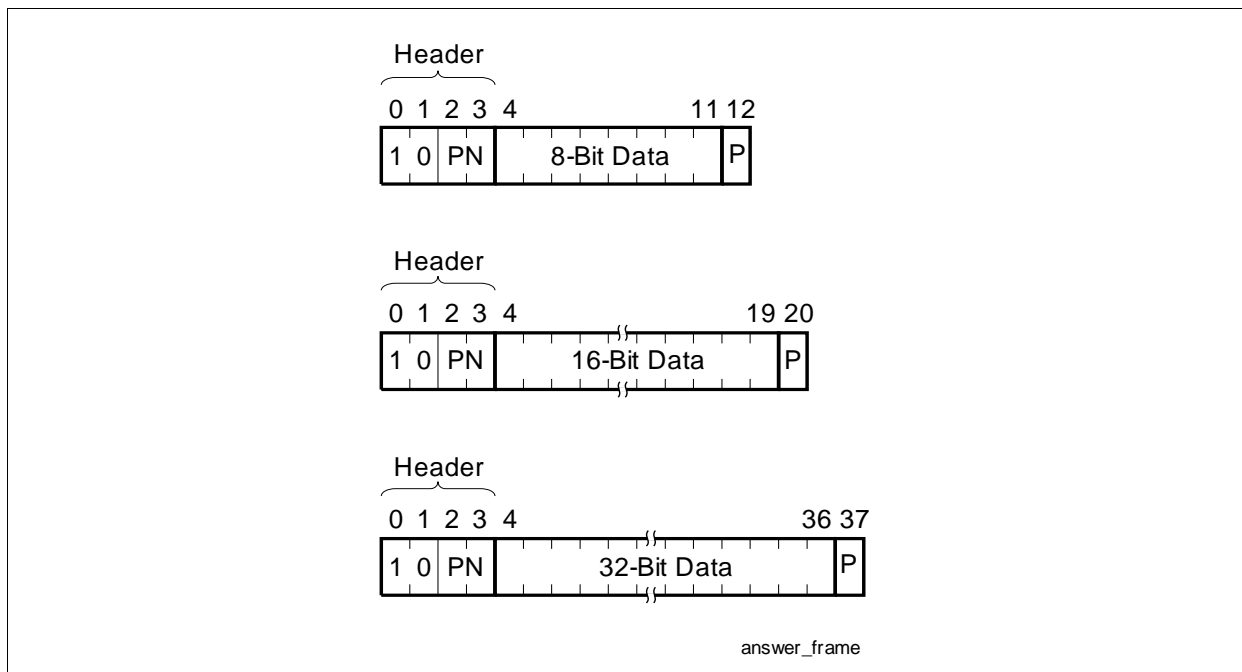 Header
0 1 2 3 4 11 12
1 0 PN 8-Bit Data P
Header
0 1 2 3 4 19 20
1 0 PN 16-Bit Data P
Header
0 1 2 3 4 36 37
1 0 PN 32-Bit Data P
answer_frame